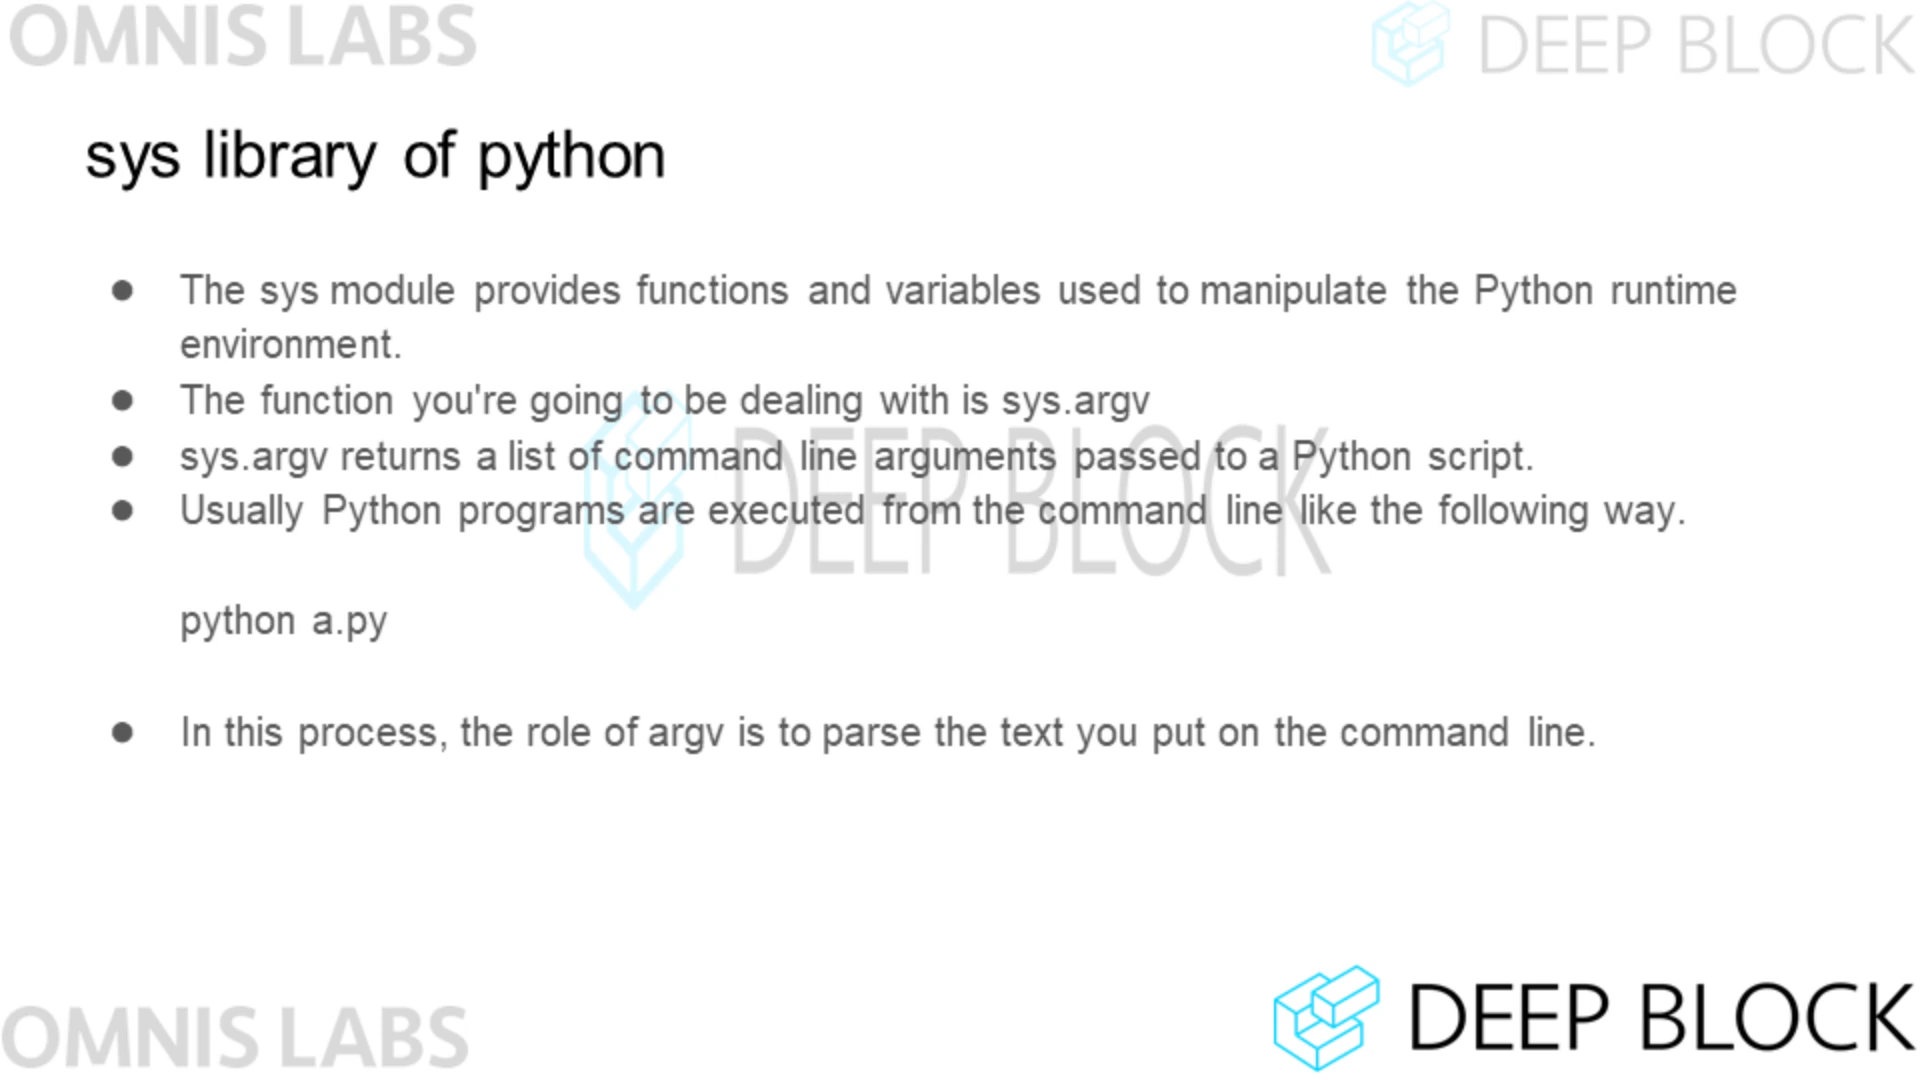 OMNIS LABS
DEEP BLOCK
sys library of python
● The sys module provides functions and variables used to manipulate the Python runtime
environment.
● The function you're going to be dealing with is sys.argv
● sys.argv returns a list of command line arguments passed to a Python script.
● Usually Python programs are executed from the command line like the following way.
DEEP BLOCK
python a.py
● In this process, the role of argv is to parse the text you put on the command line.
OMNIS LABS
DEEP BLOCK